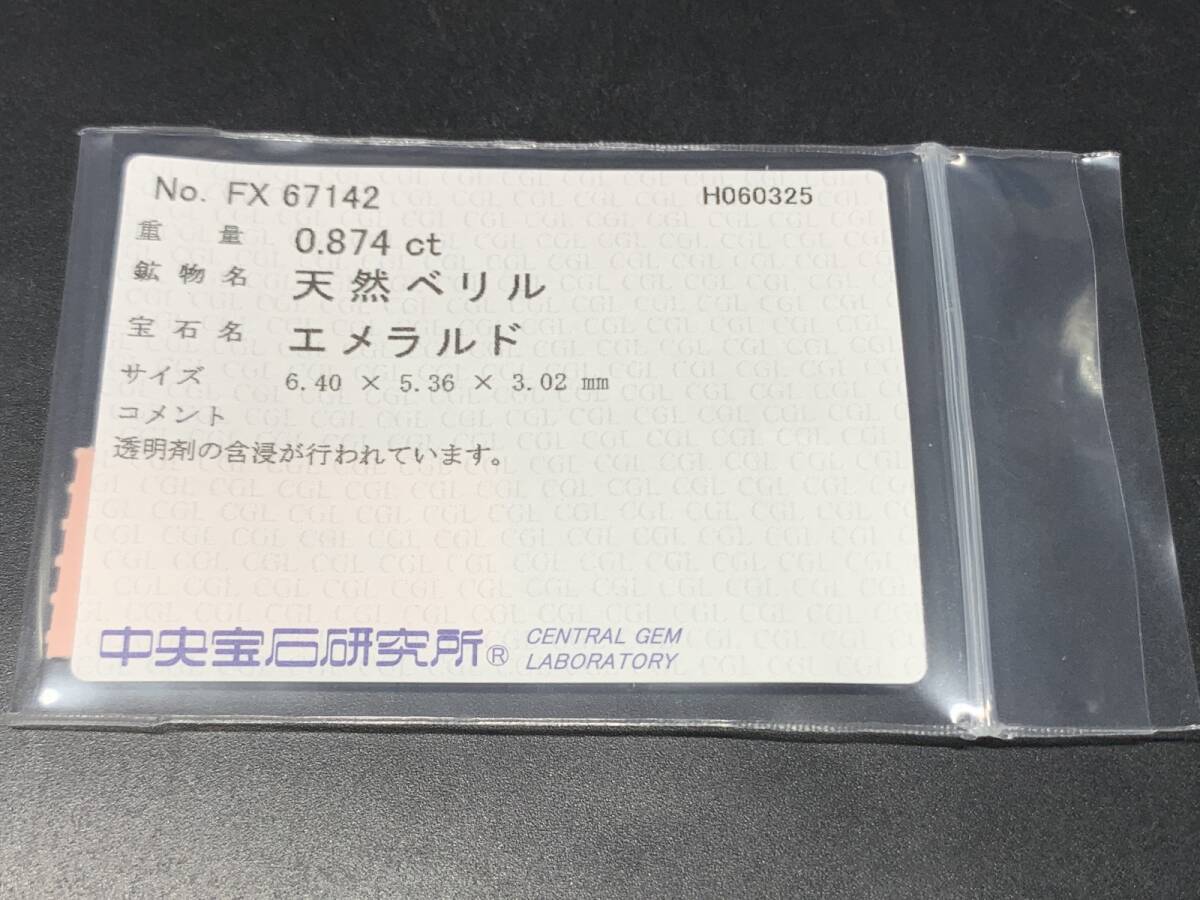 No. FX 67142 H060325
重量 0.874 ct
鉱物名 天然ベリル
宝石名 エメラルド
サイズ 6.40 × 5.36 × 3.02 mm
コメント
透明剤の含浸が行われています。
中央宝石研究所® CENTRAL GEM
LABORATORY